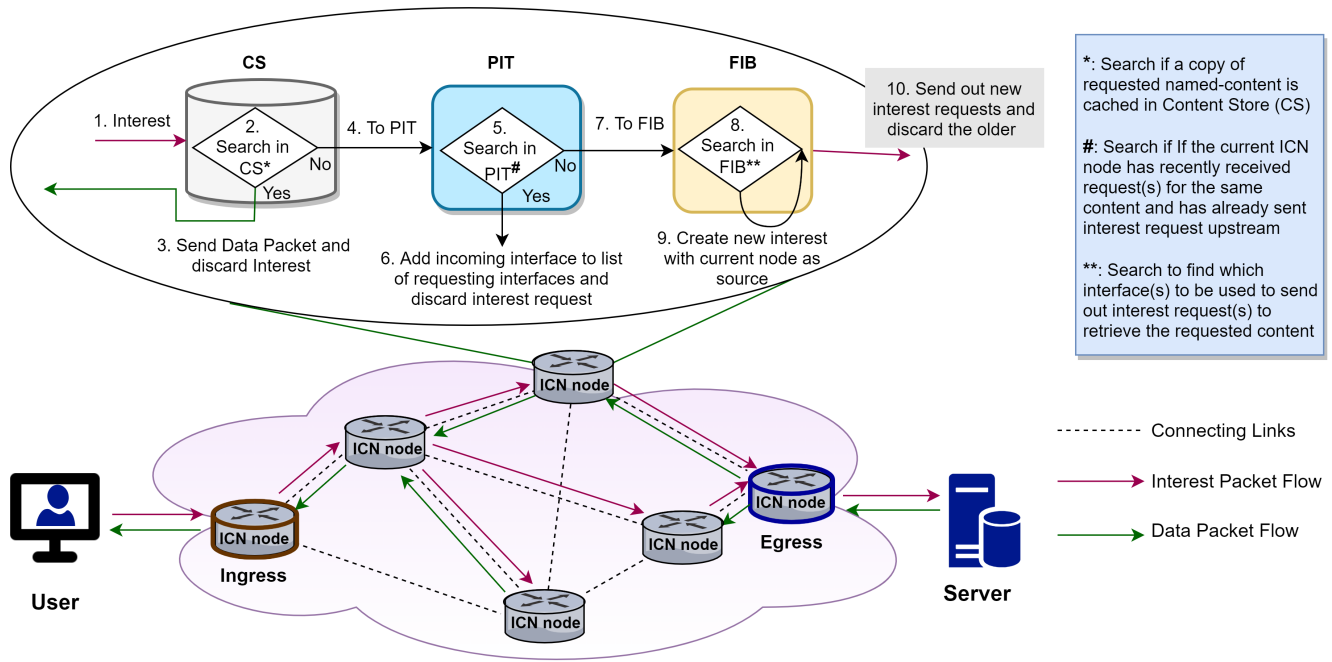 CS
PIT
FIB
1. Interest
2.
Search in
CS*
No
Yes
3. Send Data Packet and
discard Interest
4. To PIT
5.
Search in
PIT#
No
Yes
6. Add incoming interface to list
of requesting interfaces and
discard interest request
7. To FIB
8.
Search in
FIB**
9. Create new interest
with current node as
source
10. Send out new
interest requests and
discard the older
*: Search if a copy of
requested named-content is
cached in Content Store (CS)
#: Search if If the current ICN
node has recently received
request(s) for the same
content and has already sent
interest request upstream
**: Search to find which
interface(s) to be used to send
out interest request(s) to
retrieve the requested content
ICN node
ICN node
ICN node
Ingress
ICN node
ICN node
ICN node
Egress
User
Server
Connecting Links
Interest Packet Flow
Data Packet Flow